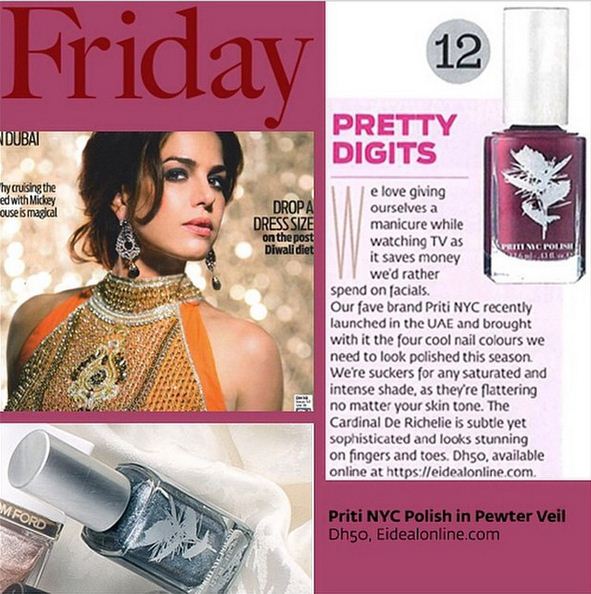 Friday
N DUBAI
hy cruising the
ed with Mickey
ouse is magical
DROP A
DRESS SIZE
on the post
Diwali diet
OM FORD
12
PRETTY
DIGITS
PRITI NYC POLISH
We love giving
ourselves a
manicure while
watching TV as
it saves money
we'd rather
spend on facials.
Our fave brand Priti NYC recently
launched in the UAE and brought
with it the four cool nail colours we
need to look polished this season.
We're suckers for any saturated and
intense shade, as they're flattering
no matter your skin tone. The
Cardinal De Richelie is subtle yet
sophisticated and looks stunning
on fingers and toes. Dh50, available
online at https://eidealonline.com.
Priti NYC Polish in Pewter Veil
Dh50, Eidealonline.com